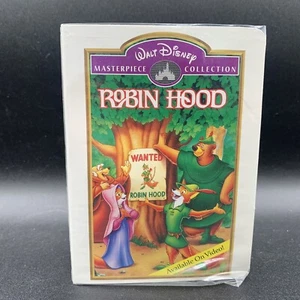 WALT DISNEY
MASTERPIECE COLLECTION
ROBIN HOOD
WANTED
ROBIN HOOD
Available On Video!